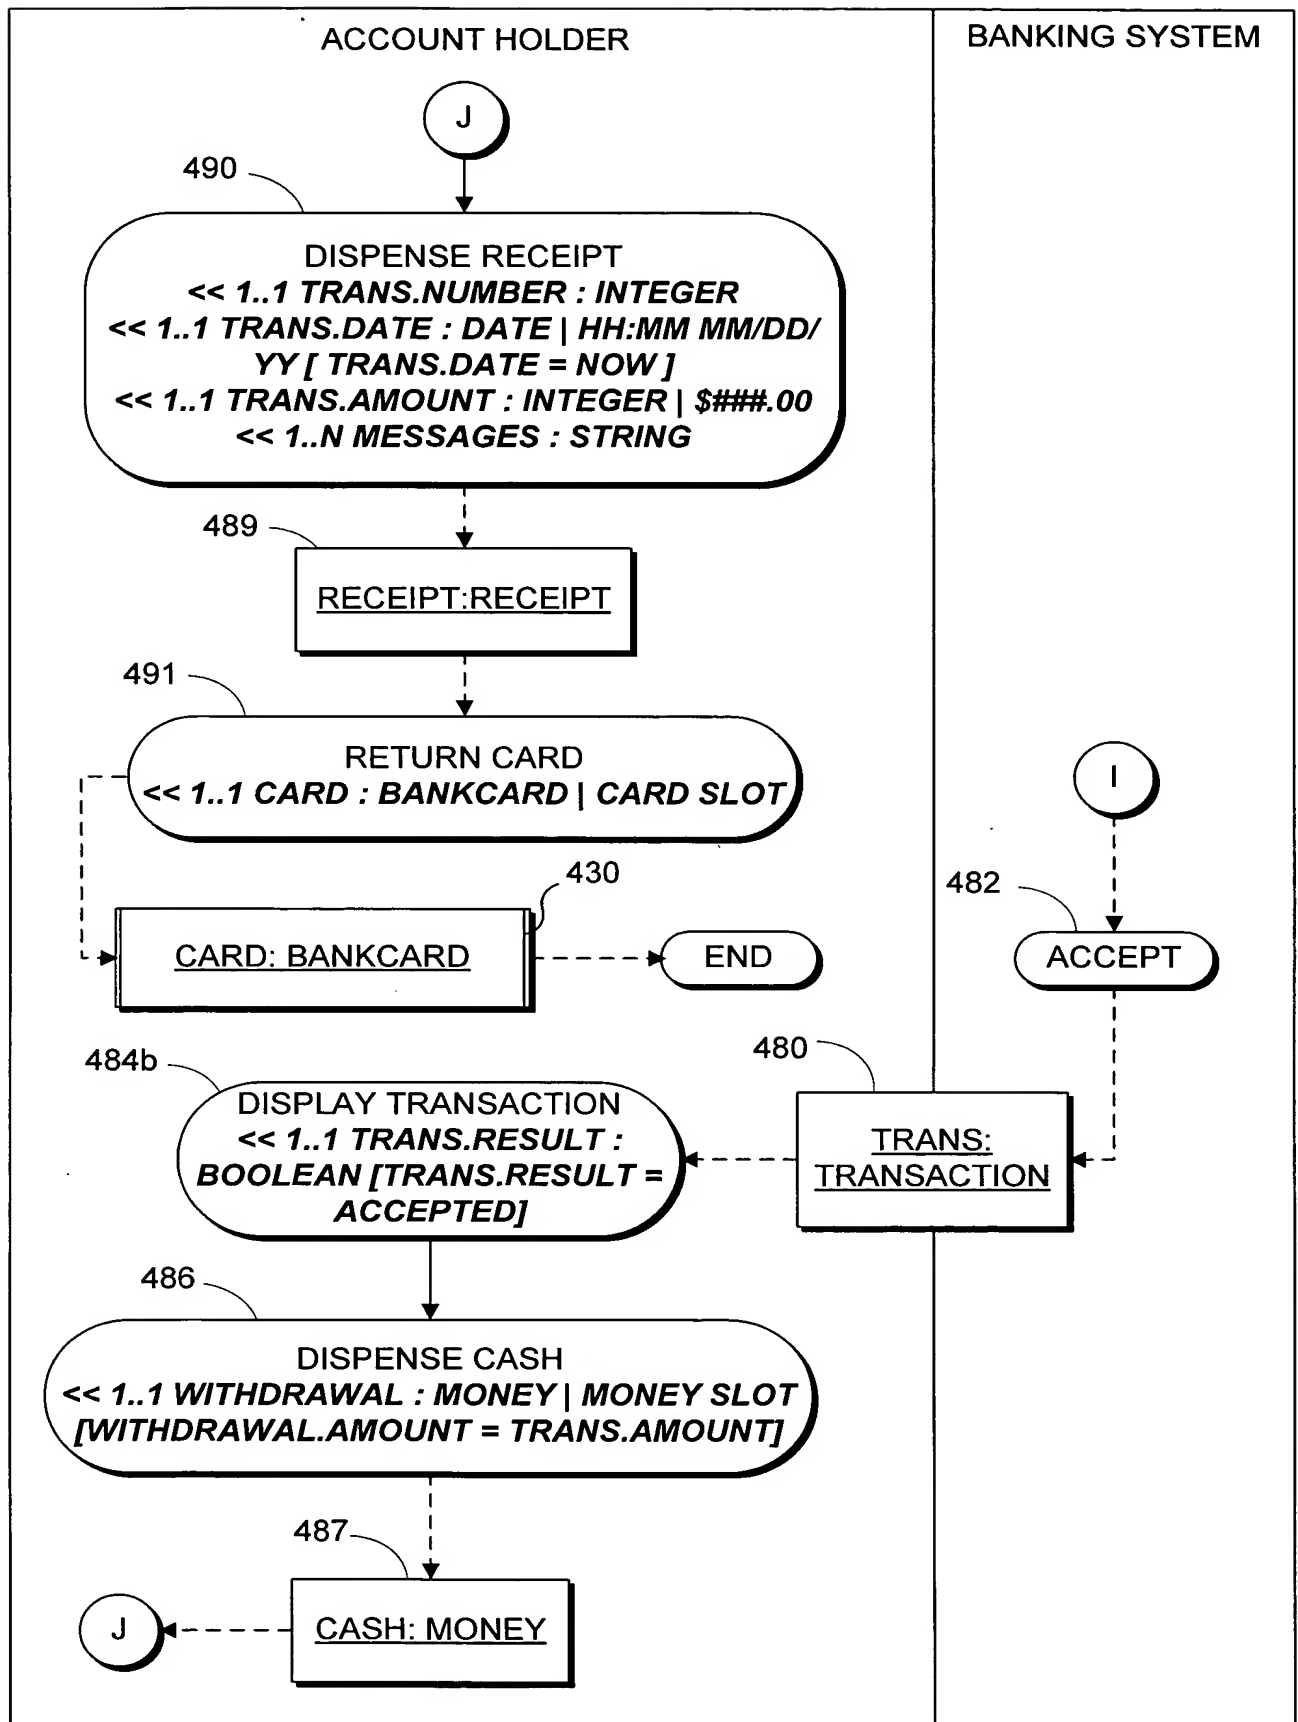 ACCOUNT HOLDER
BANKING SYSTEM
J
490
DISPENSE RECEIPT
<< 1..1 TRANS.NUMBER : INTEGER
<< 1..1 TRANS.DATE : DATE | HH:MM MM/DD/
YY [ TRANS.DATE = NOW ]
<< 1..1 TRANS.AMOUNT : INTEGER | $###.00
<< 1..N MESSAGES : STRING
489
RECEIPT:RECEIPT
491
RETURN CARD
<< 1..1 CARD : BANKCARD | CARD SLOT
I
430
482
CARD: BANKCARD
END
ACCEPT
484b
480
DISPLAY TRANSACTION
<< 1..1 TRANS.RESULT :
BOOLEAN [TRANS.RESULT =
ACCEPTED]
TRANS:
TRANSACTION
486
DISPENSE CASH
<< 1..1 WITHDRAWAL : MONEY | MONEY SLOT
[WITHDRAWAL.AMOUNT = TRANS.AMOUNT]
487
J
CASH: MONEY